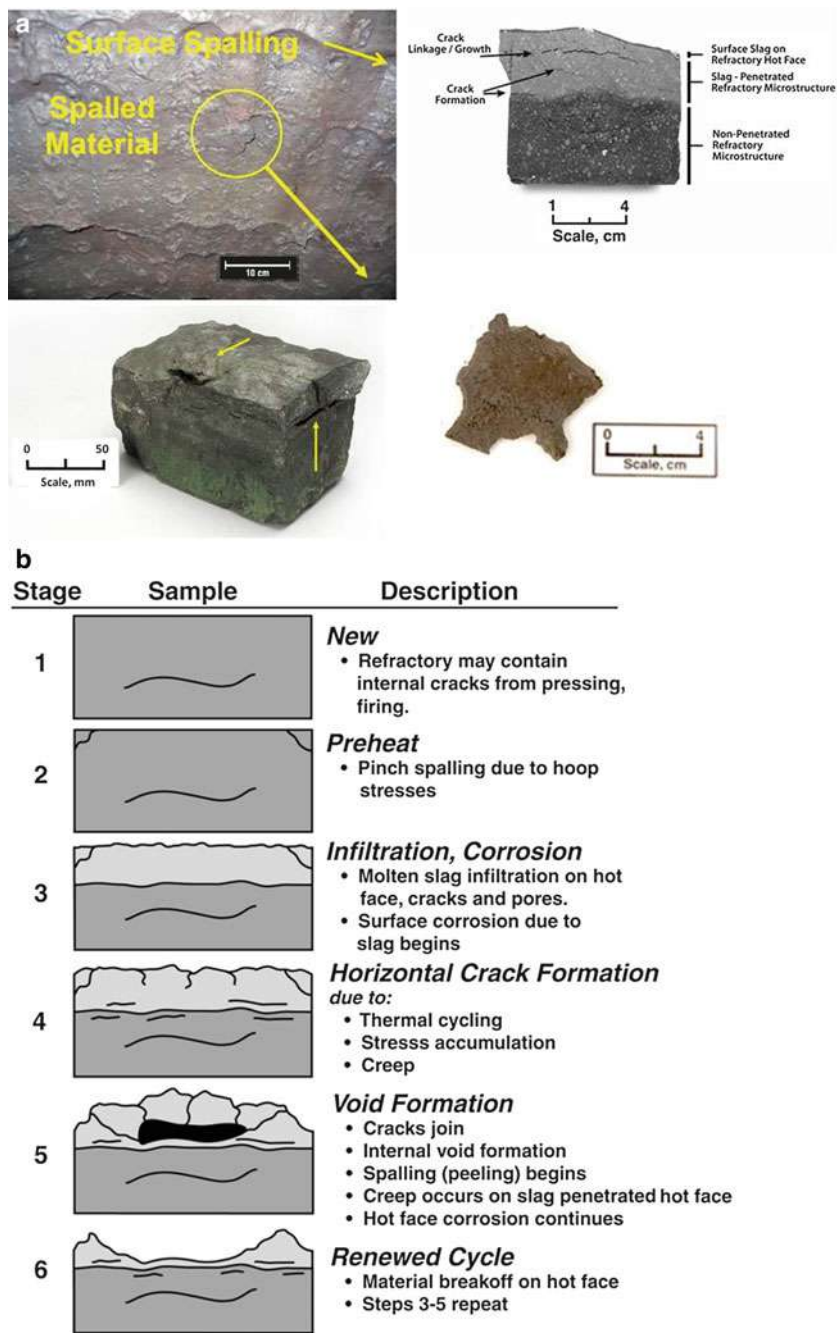 a
Surface Spalling
Spalled
Material
10 cm
Crack
Linkage / Growth
Crack
Formation
Surface Slag on
Refractory Hot Face
Slag - Penetrated
Refractory Microstructure
Non-Penetrated
Refractory
Microstructure
1 4
Scale, cm
0 50
Scale, mm
0 4
Scale, cm
b
Stage Sample Description
1
New
• Refractory may contain
internal cracks from pressing,
firing.
2
Preheat
• Pinch spalling due to hoop
stresses
3
Infiltration, Corrosion
• Molten slag infiltration on hot
face, cracks and pores.
• Surface corrosion due to
slag begins
4
Horizontal Crack Formation
due to:
• Thermal cycling
• Stresss accumulation
• Creep
5
Void Formation
• Cracks join
• Internal void formation
• Spalling (peeling) begins
• Creep occurs on slag penetrated hot face
• Hot face corrosion continues
6
Renewed Cycle
• Material breakoff on hot face
• Steps 3-5 repeat